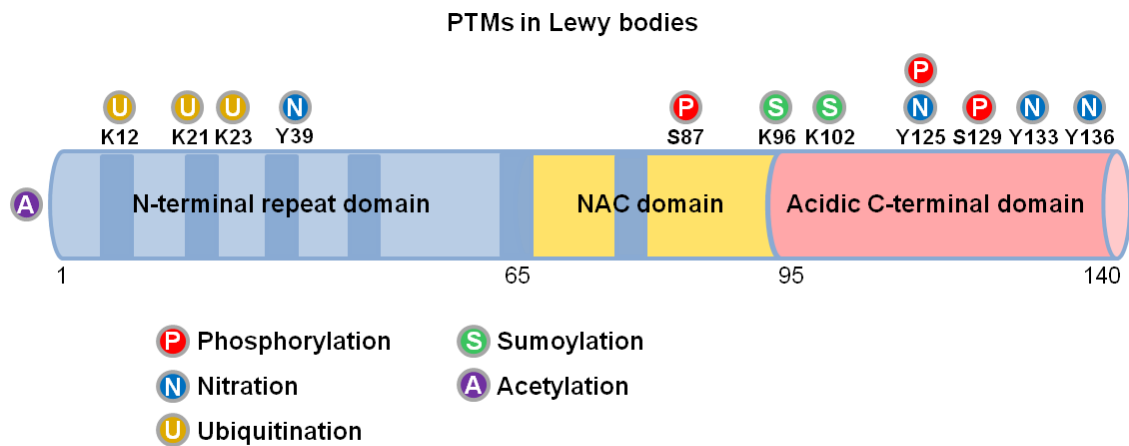 PTMs in Lewy bodies
P
U U U N P S S N P N N
K12 K21 K23 Y39 S87 K96 K102 Y125 S129 Y133 Y136
A N-terminal repeat domain NAC domain Acidic C-terminal domain
1 65 95 140
P Phosphorylation S Sumoylation
N Nitration A Acetylation
U Ubiquitination